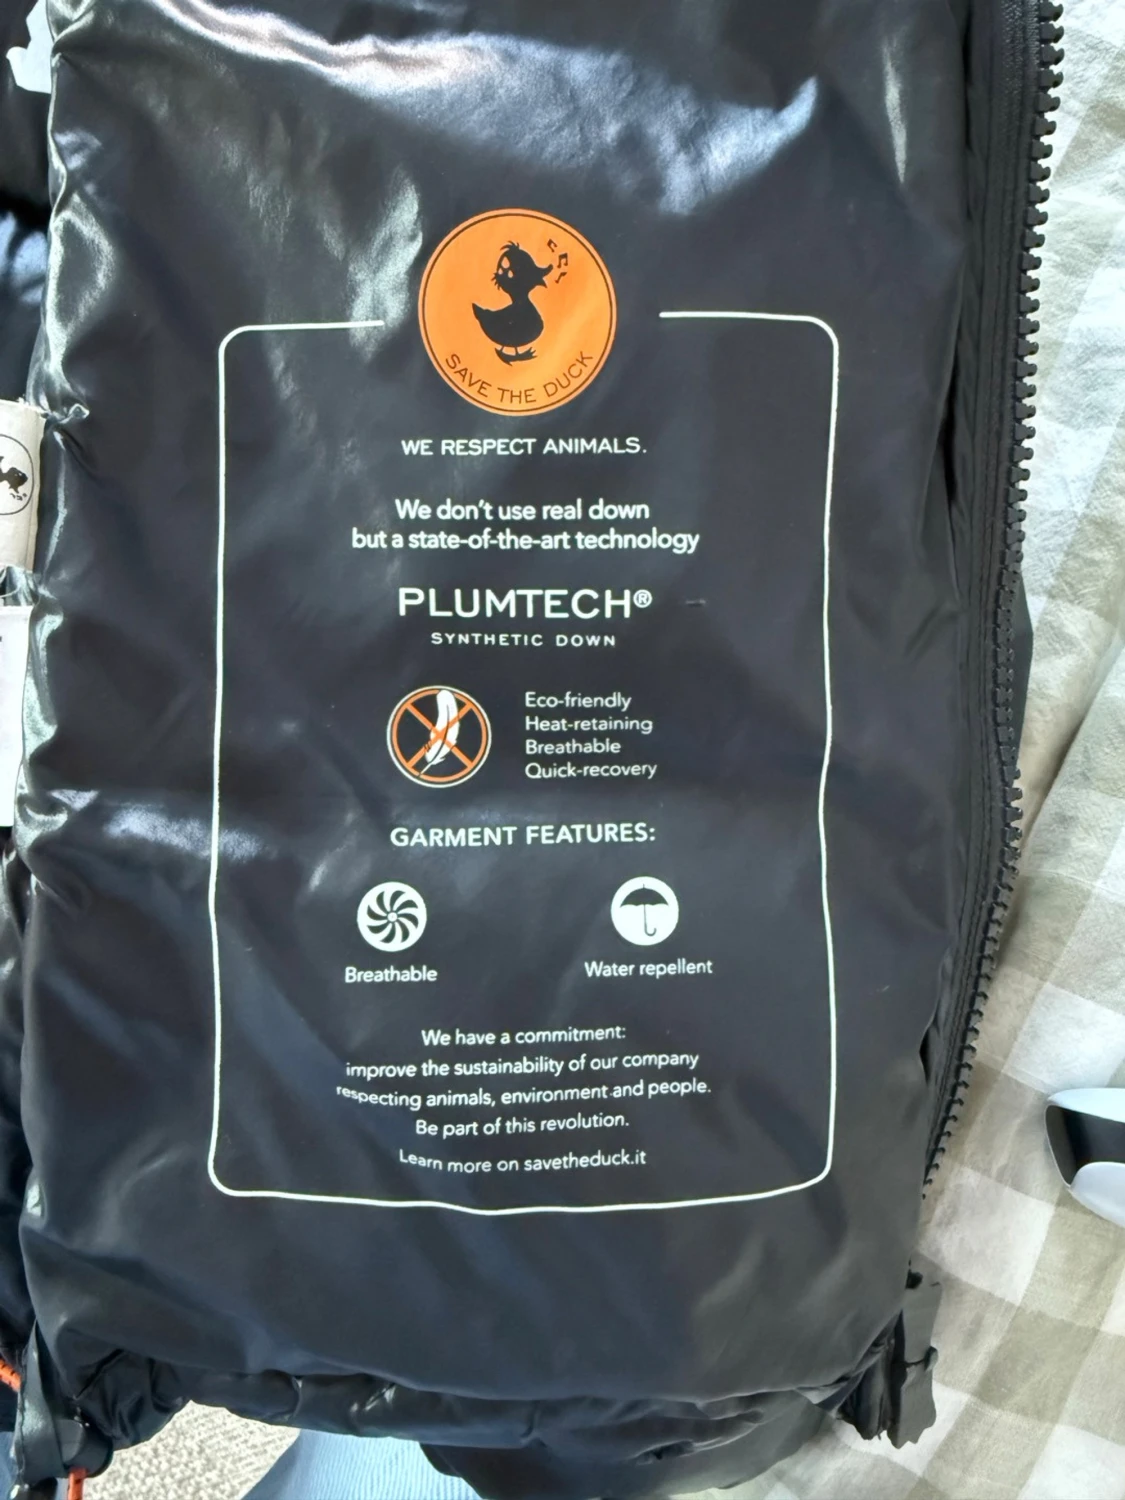 SAVE THE DUCK
WE RESPECT ANIMALS.
We don't use real down
but a state-of-the-art technology
PLUMTECH®
SYNTHETIC DOWN
Eco-friendly
Heat-retaining
Breathable
Quick-recovery
GARMENT FEATURES:
Breathable
Water repellent
We have a commitment:
improve the sustainability of our company
respecting animals, environment and people.
Be part of this revolution.
Learn more on savetheduck.it